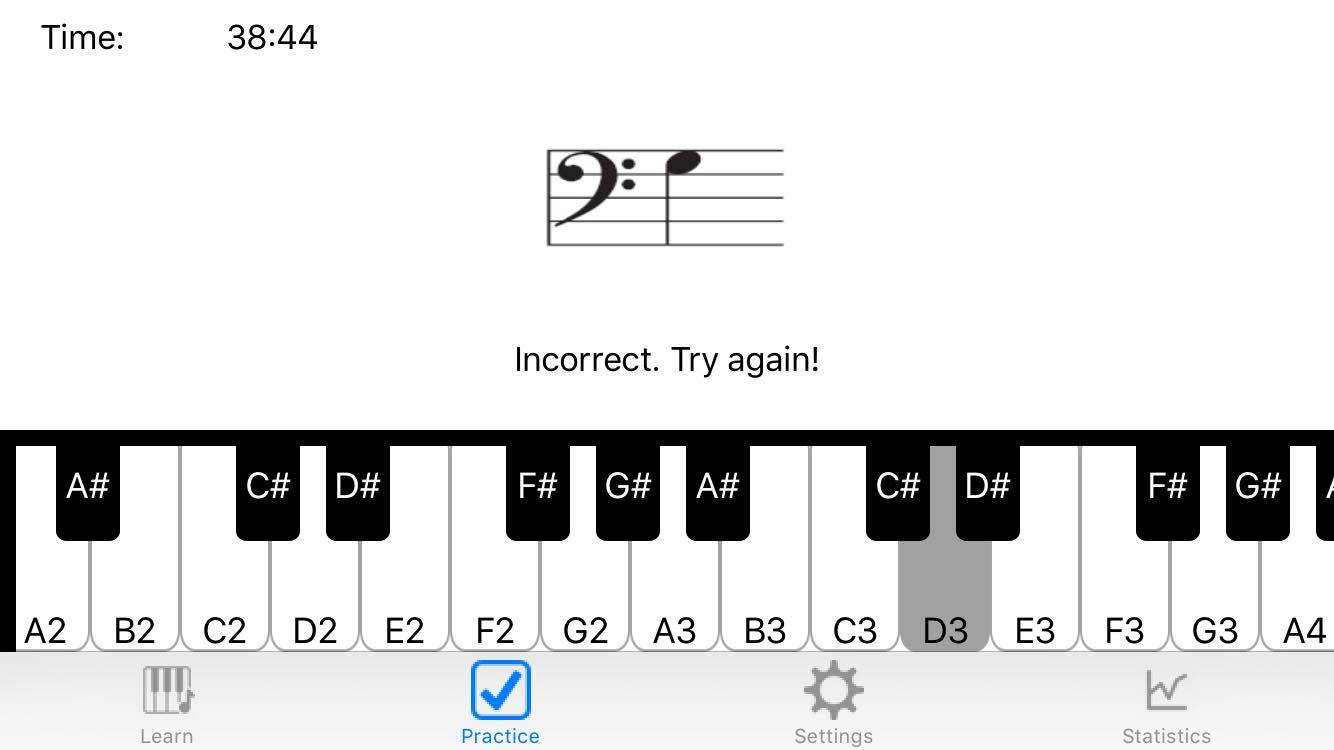 Time: 38:44
Incorrect. Try again!
A# C# D# F# G# A# C# D# F# G#
A2 B2 C2 D2 E2 F2 G2 A3 B3 C3 D3 E3 F3 G3 A4
Learn Practice Settings Statistics